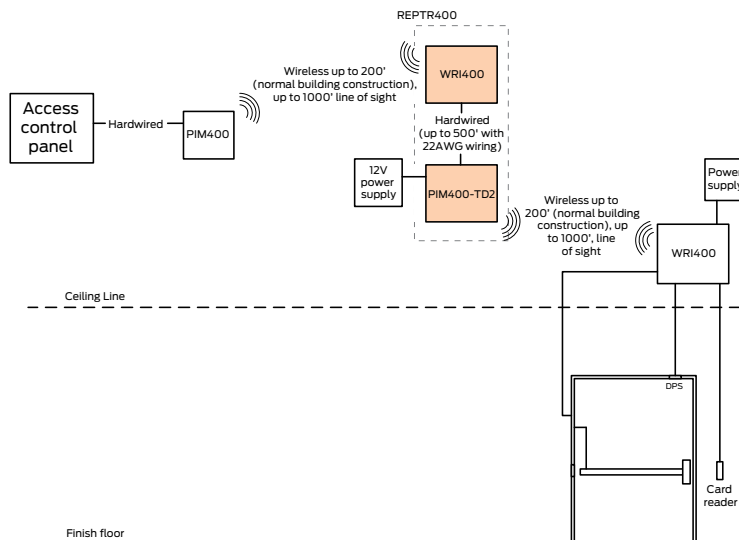 REPTR400
Wireless up to 200'
(normal building construction),
up to 1000' line of sight
WRI400
Access
control
panel
Hardwired
PIM400
Hardwired
(up to 500' with
22AWG wiring)
12V
power
supply
PIM400-TD2
Wireless up to
200' (normal building
construction), up
to 1000', line
of sight
Power
supply
WRI400
Ceiling Line
DPS
Card
reader
Finish floor